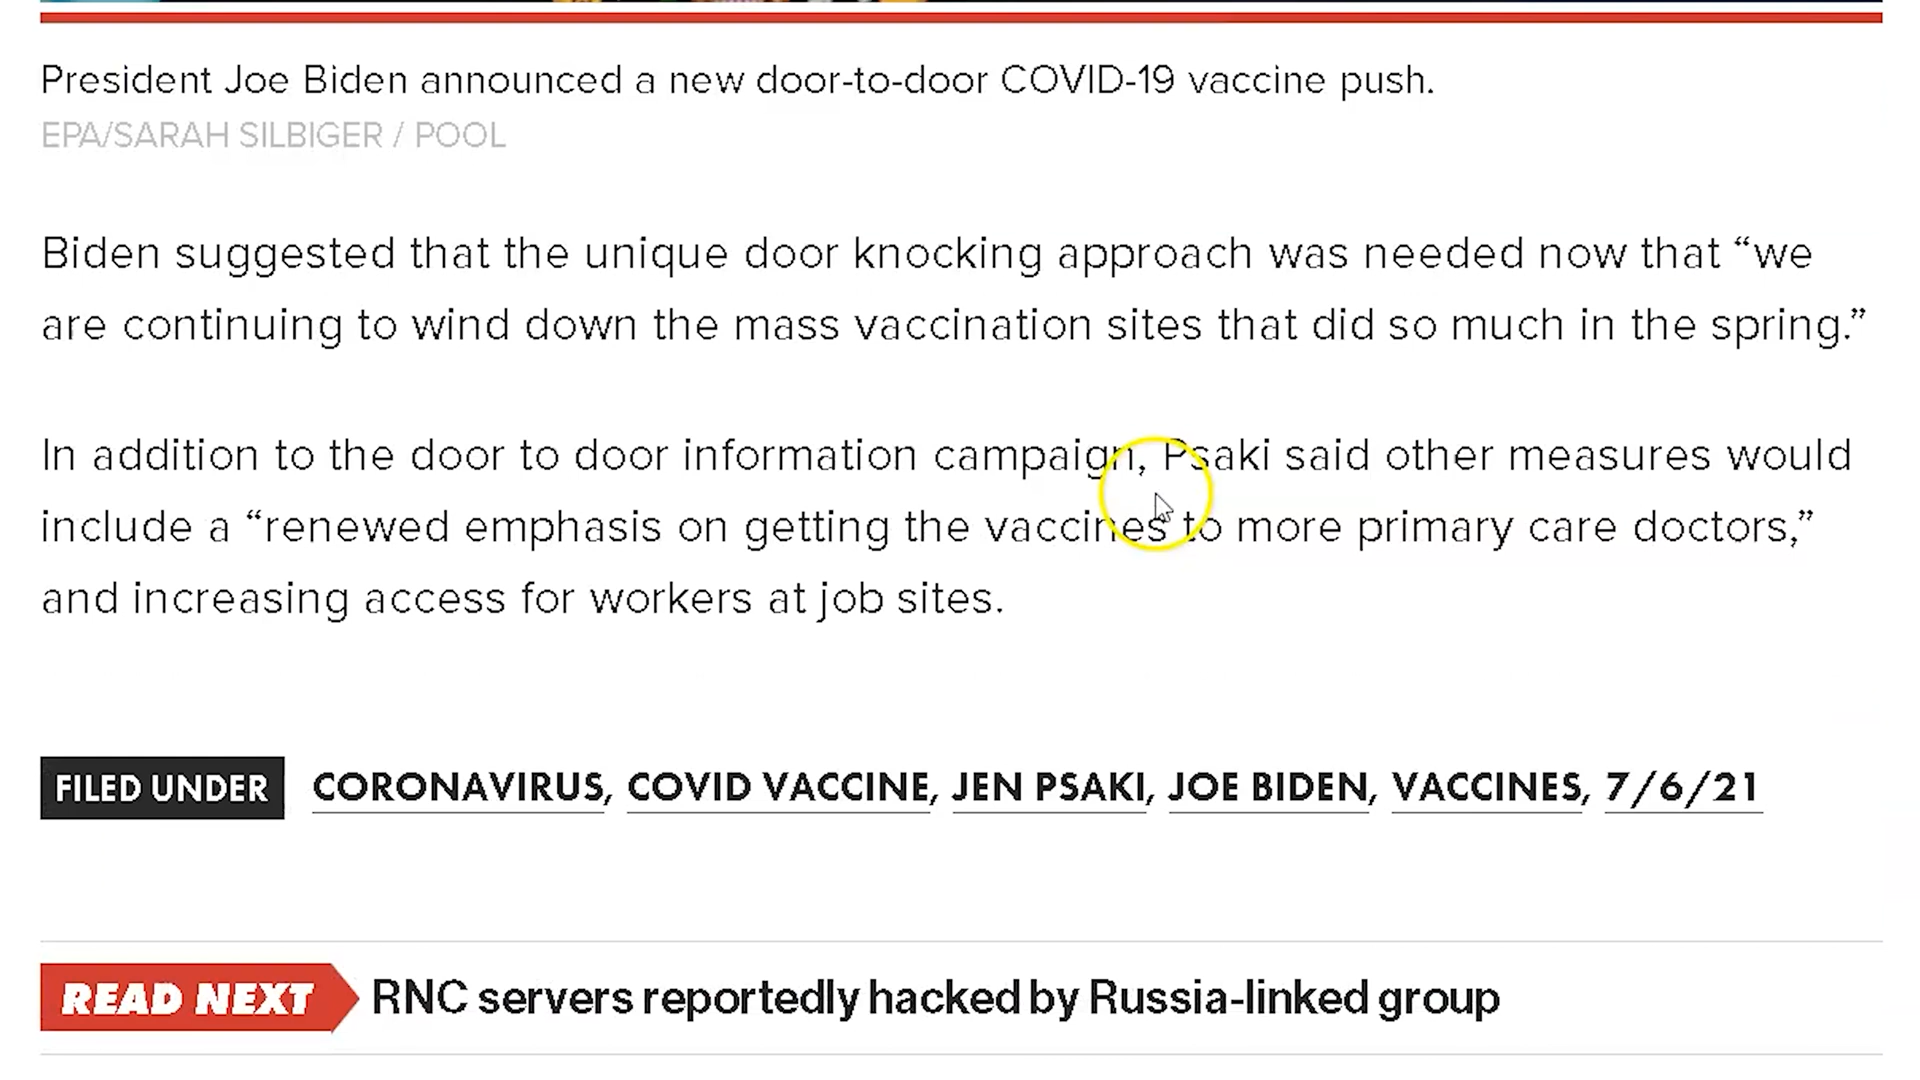 President Joe Biden announced a new door-to-door COVID-19 vaccine push.
EPA/SARAH SILBIGER / POOL
Biden suggested that the unique door knocking approach was needed now that “we
are continuing to wind down the mass vaccination sites that did so much in the spring.”
In addition to the door to door information campaign, Psaki said other measures would
include a “renewed emphasis on getting the vaccines to more primary care doctors,”
and increasing access for workers at job sites.
FILED UNDER CORONAVIRUS, COVID VACCINE, JEN PSAKI, JOE BIDEN, VACCINES, 7/6/21
READ NEXT RNC servers reportedly hacked by Russia-linked group